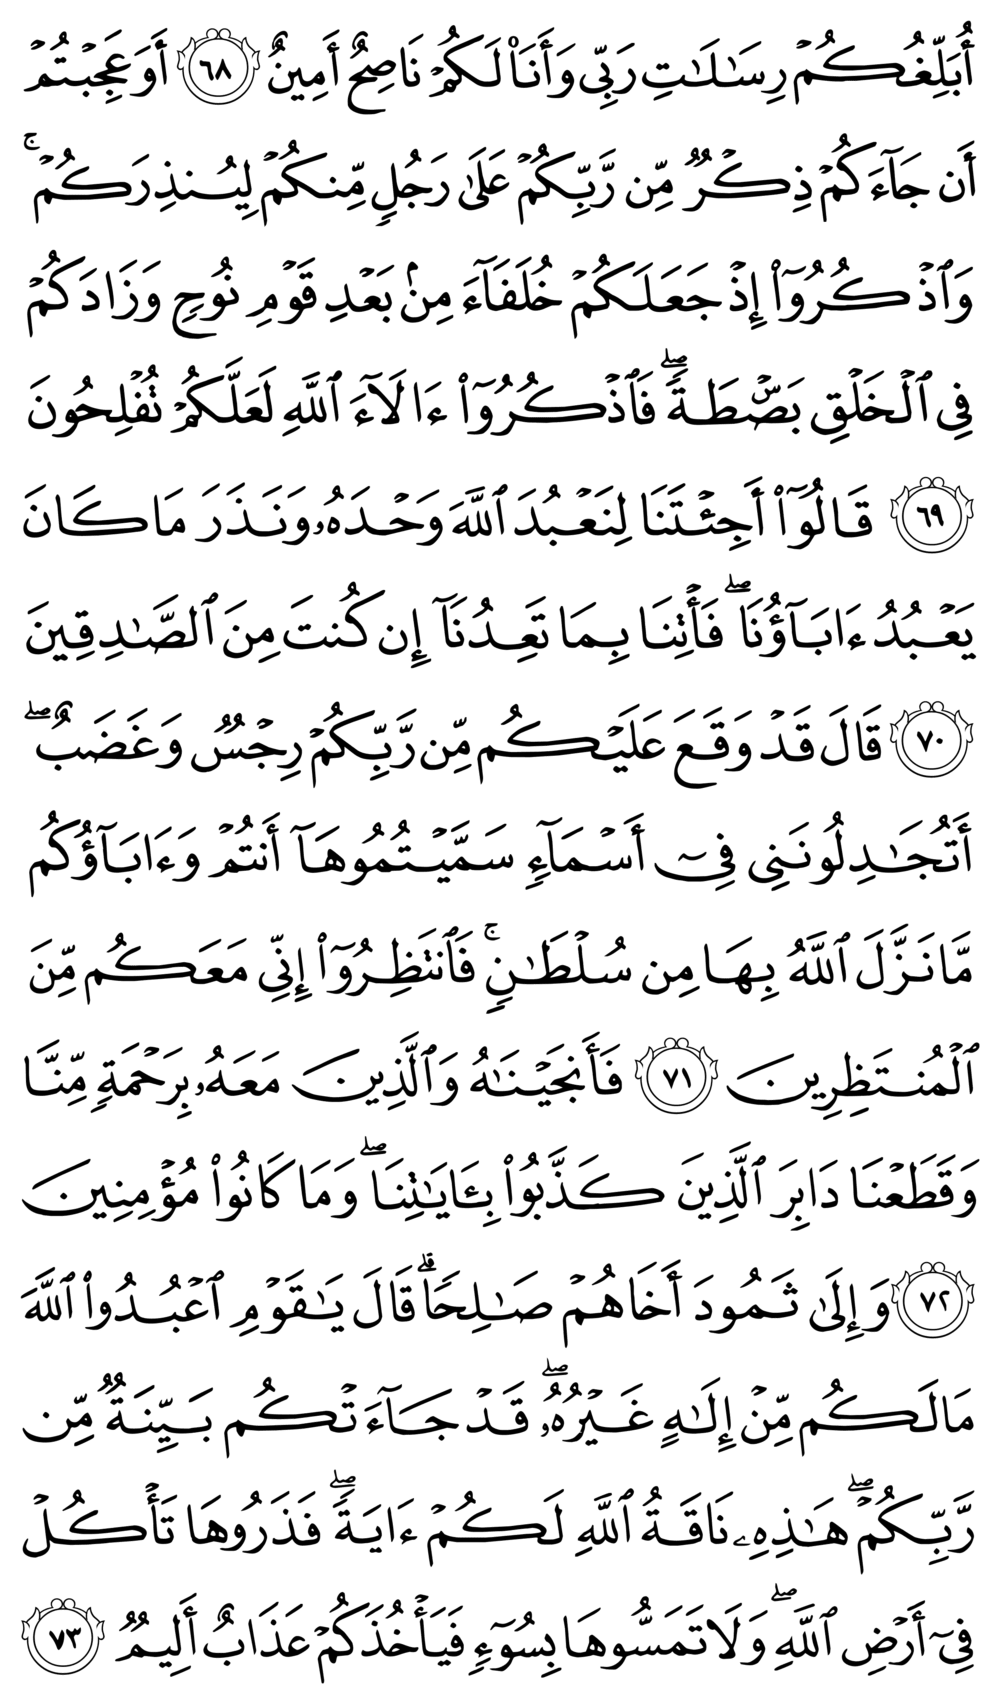 أُبَلِّغُكُمۡ رِسَٰلَٰتِ رَبِّي وَأَنَا۠ لَكُمۡ نَاصِحٌ أَمِينٌ ٦٨ أَوَعَجِبۡتُمۡ
أَن جَآءَكُمۡ ذِكۡرٞ مِّن رَّبِّكُمۡ عَلَىٰ رَجُلٖ مِّنكُمۡ لِيُنذِرَكُمۡۚ
وَٱذۡكُرُوٓاْ إِذۡ جَعَلَكُمۡ خُلَفَآءَ مِنۢ بَعۡدِ قَوۡمِ نُوحٖ وَزَادَكُمۡ
فِي ٱلۡخَلۡقِ بَصۜۡطَةٗۖ فَٱذۡكُرُوٓاْ ءَالَآءَ ٱللَّهِ لَعَلَّكُمۡ تُفۡلِحُونَ
٦٩ قَالُوٓاْ أَجِئۡتَنَا لِنَعۡبُدَ ٱللَّهَ وَحۡدَهُۥ وَنَذَرَ مَا كَانَ
يَعۡبُدُ ءَابَآؤُنَا ۖ فَأۡتِنَا بِمَا تَعِدُنَآ إِن كُنتَ مِنَ ٱلصَّٰدِقِينَ
٧٠ قَالَ قَدۡ وَقَعَ عَلَيۡكُم مِّن رَّبِّكُمۡ رِجۡسٞ وَغَضَبٌۖ
أَتُجَٰدِلُونَنِي فِيٓ أَسۡمَآءٖ سَمَّيۡتُمُوهَآ أَنتُمۡ وَءَابَآؤُكُم
مَّا نَزَّلَ ٱللَّهُ بِهَا مِن سُلۡطَٰنٖۚ فَٱنتَظِرُوٓاْ إِنِّي مَعَكُم مِّنَ
ٱلۡمُنتَظِرِينَ ٧١ فَأَنجَيۡنَٰهُ وَٱلَّذِينَ مَعَهُۥ بِرَحۡمَةٖ مِّنَّا
وَقَطَعۡنَا دَابِرَ ٱلَّذِينَ كَذَّبُواْ بِـَٔايَٰتِنَاۖ وَمَا كَانُواْ مُؤۡمِنِينَ
٧٢ وَإِلَىٰ ثَمُودَ أَخَاهُمۡ صَٰلِحٗاۚ قَالَ يَٰقَوۡمِ ٱعۡبُدُواْ ٱللَّهَ
مَا لَكُم مِّنۡ إِلَٰهٍ غَيۡرُهُۥۖ قَدۡ جَآءَتۡكُم بَيِّنَةٞ مِّن
رَّبِّكُمۡۖ هَٰذِهِۦ نَاقَةُ ٱللَّهِ لَكُمۡ ءَايَةٗۖ فَذَرُوهَا تَأۡكُلۡ
فِيٓ أَرۡضِ ٱللَّهِۖ وَلَا تَمَسُّوهَا بِسُوٓءٖ فَيَأۡخُذَكُمۡ عَذَابٌ أَلِيمٞ ٧٣